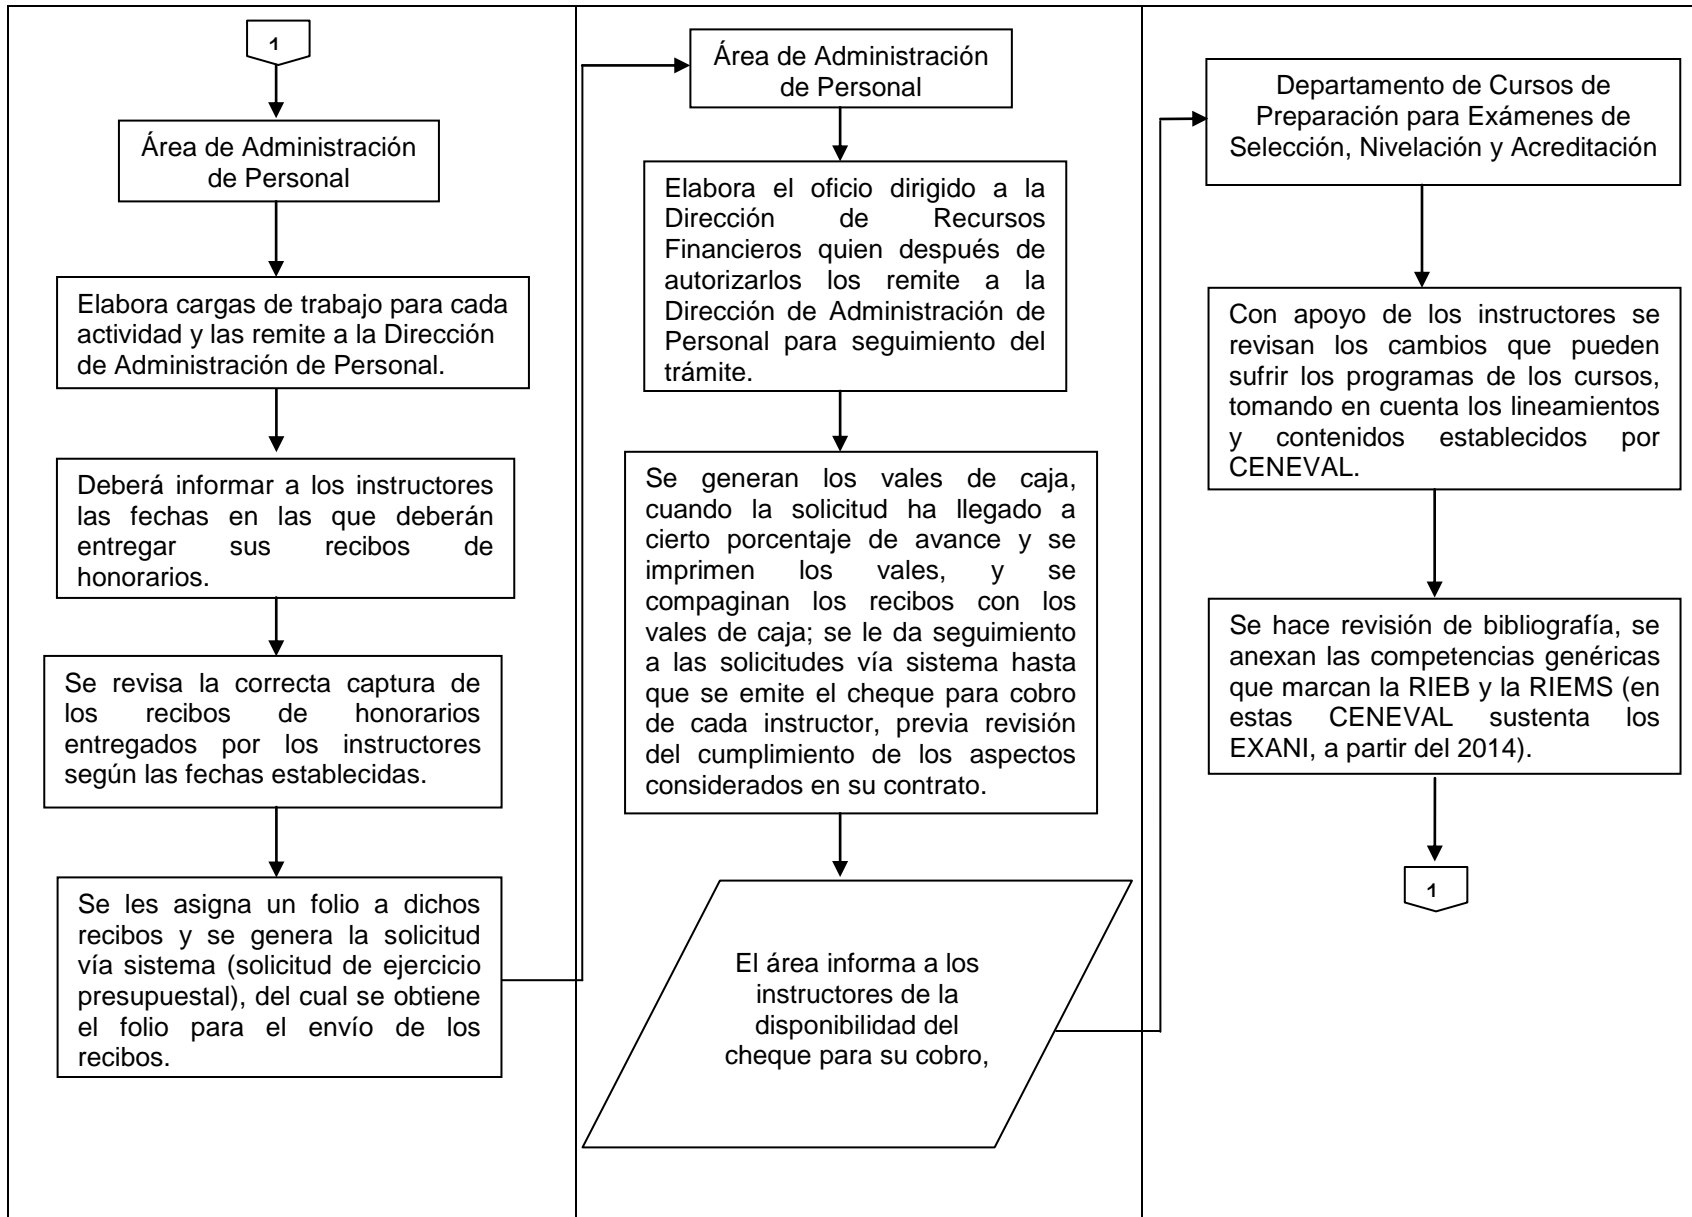 1
Área de Administración
de Personal
Elabora cargas de trabajo para cada
actividad y las remite a la Dirección
de Administración de Personal.
Deberá informar a los instructores
las fechas en las que deberán
entregar sus recibos de
honorarios.
Se revisa la correcta captura de
los recibos de honorarios
entregados por los instructores
según las fechas establecidas.
Se les asigna un folio a dichos
recibos y se genera la solicitud
vía sistema (solicitud de ejercicio
presupuestal), del cual se obtiene
el folio para el envío de los
recibos.
Área de Administración
de Personal
Elabora el oficio dirigido a la
Dirección de Recursos
Financieros quien después de
autorizarlos los remite a la
Dirección de Administración de
Personal para seguimiento del
trámite.
Se generan los vales de caja,
cuando la solicitud ha llegado a
cierto porcentaje de avance y se
imprimen los vales, y se
compaginan los recibos con los
vales de caja; se le da seguimiento
a las solicitudes vía sistema hasta
que se emite el cheque para cobro
de cada instructor, previa revisión
del cumplimiento de los aspectos
considerados en su contrato.
El área informa a los
instructores de la
disponibilidad del
cheque para su cobro,
Departamento de Cursos de
Preparación para Exámenes de
Selección, Nivelación y Acreditación
Con apoyo de los instructores se
revisan los cambios que pueden
sufrir los programas de los cursos,
tomando en cuenta los lineamientos
y contenidos establecidos por
CENEVAL.
Se hace revisión de bibliografía, se
anexan las competencias genéricas
que marcan la RIEB y la RIEMS (en
estas CENEVAL sustenta los
EXANI, a partir del 2014).
1